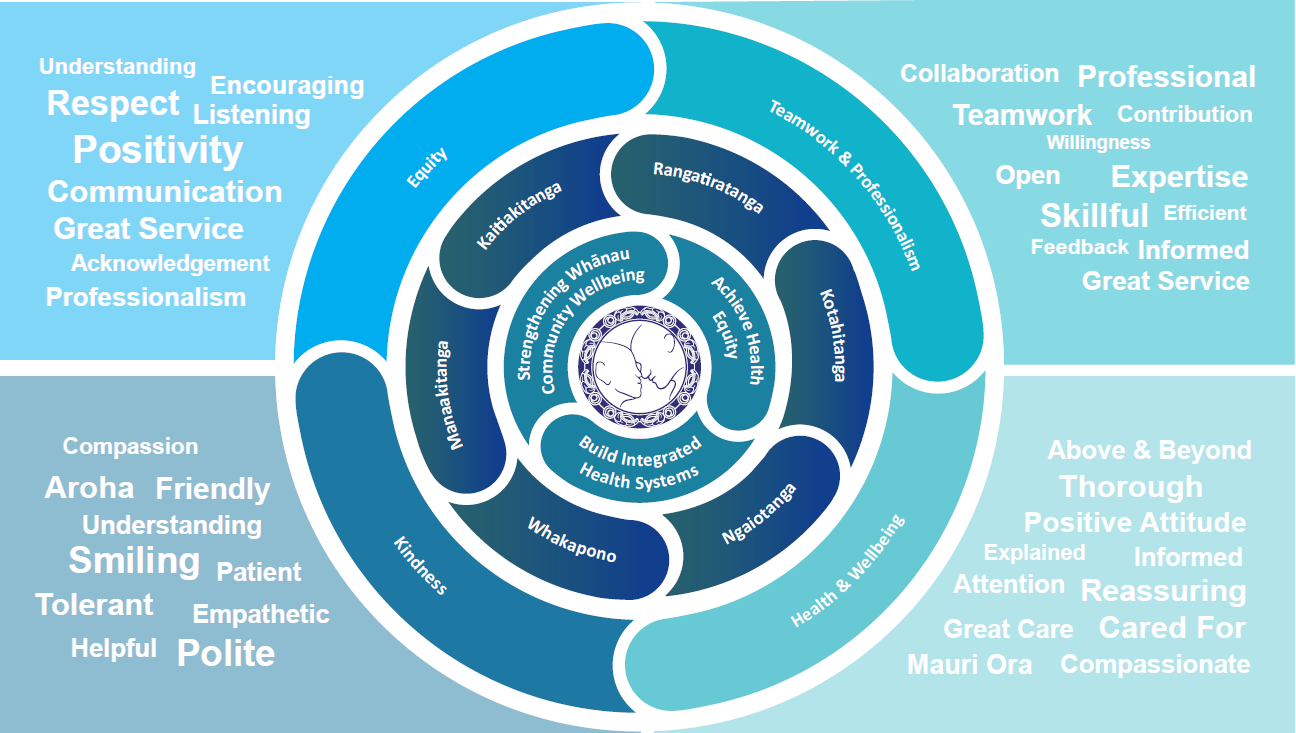 Understanding
Encouraging
Respect
Listening
Positivity
Communication
Great Service
Acknowledgement
Professionalism
Collaboration
Professional
Teamwork
Contribution
Willingness
Open
Expertise
Skillful
Efficient
Feedback
Informed
Great Service
Equity
Teamwork & Professionalism
Kindness
Health & Wellbeing
Kaitiakitanga
Rangatiratanga
Kotahitanga
Ngaiotanga
Whakapono
Manaakitanga
Strengthening Whānau
Community Wellbeing
Achieve Health
Equity
Build Integrated
Health Systems
Compassion
Aroha
Friendly
Understanding
Smiling
Patient
Tolerant
Empathetic
Helpful
Polite
Above & Beyond
Thorough
Positive Attitude
Explained
Informed
Attention
Reassuring
Great Care
Cared For
Mauri Ora
Compassionate